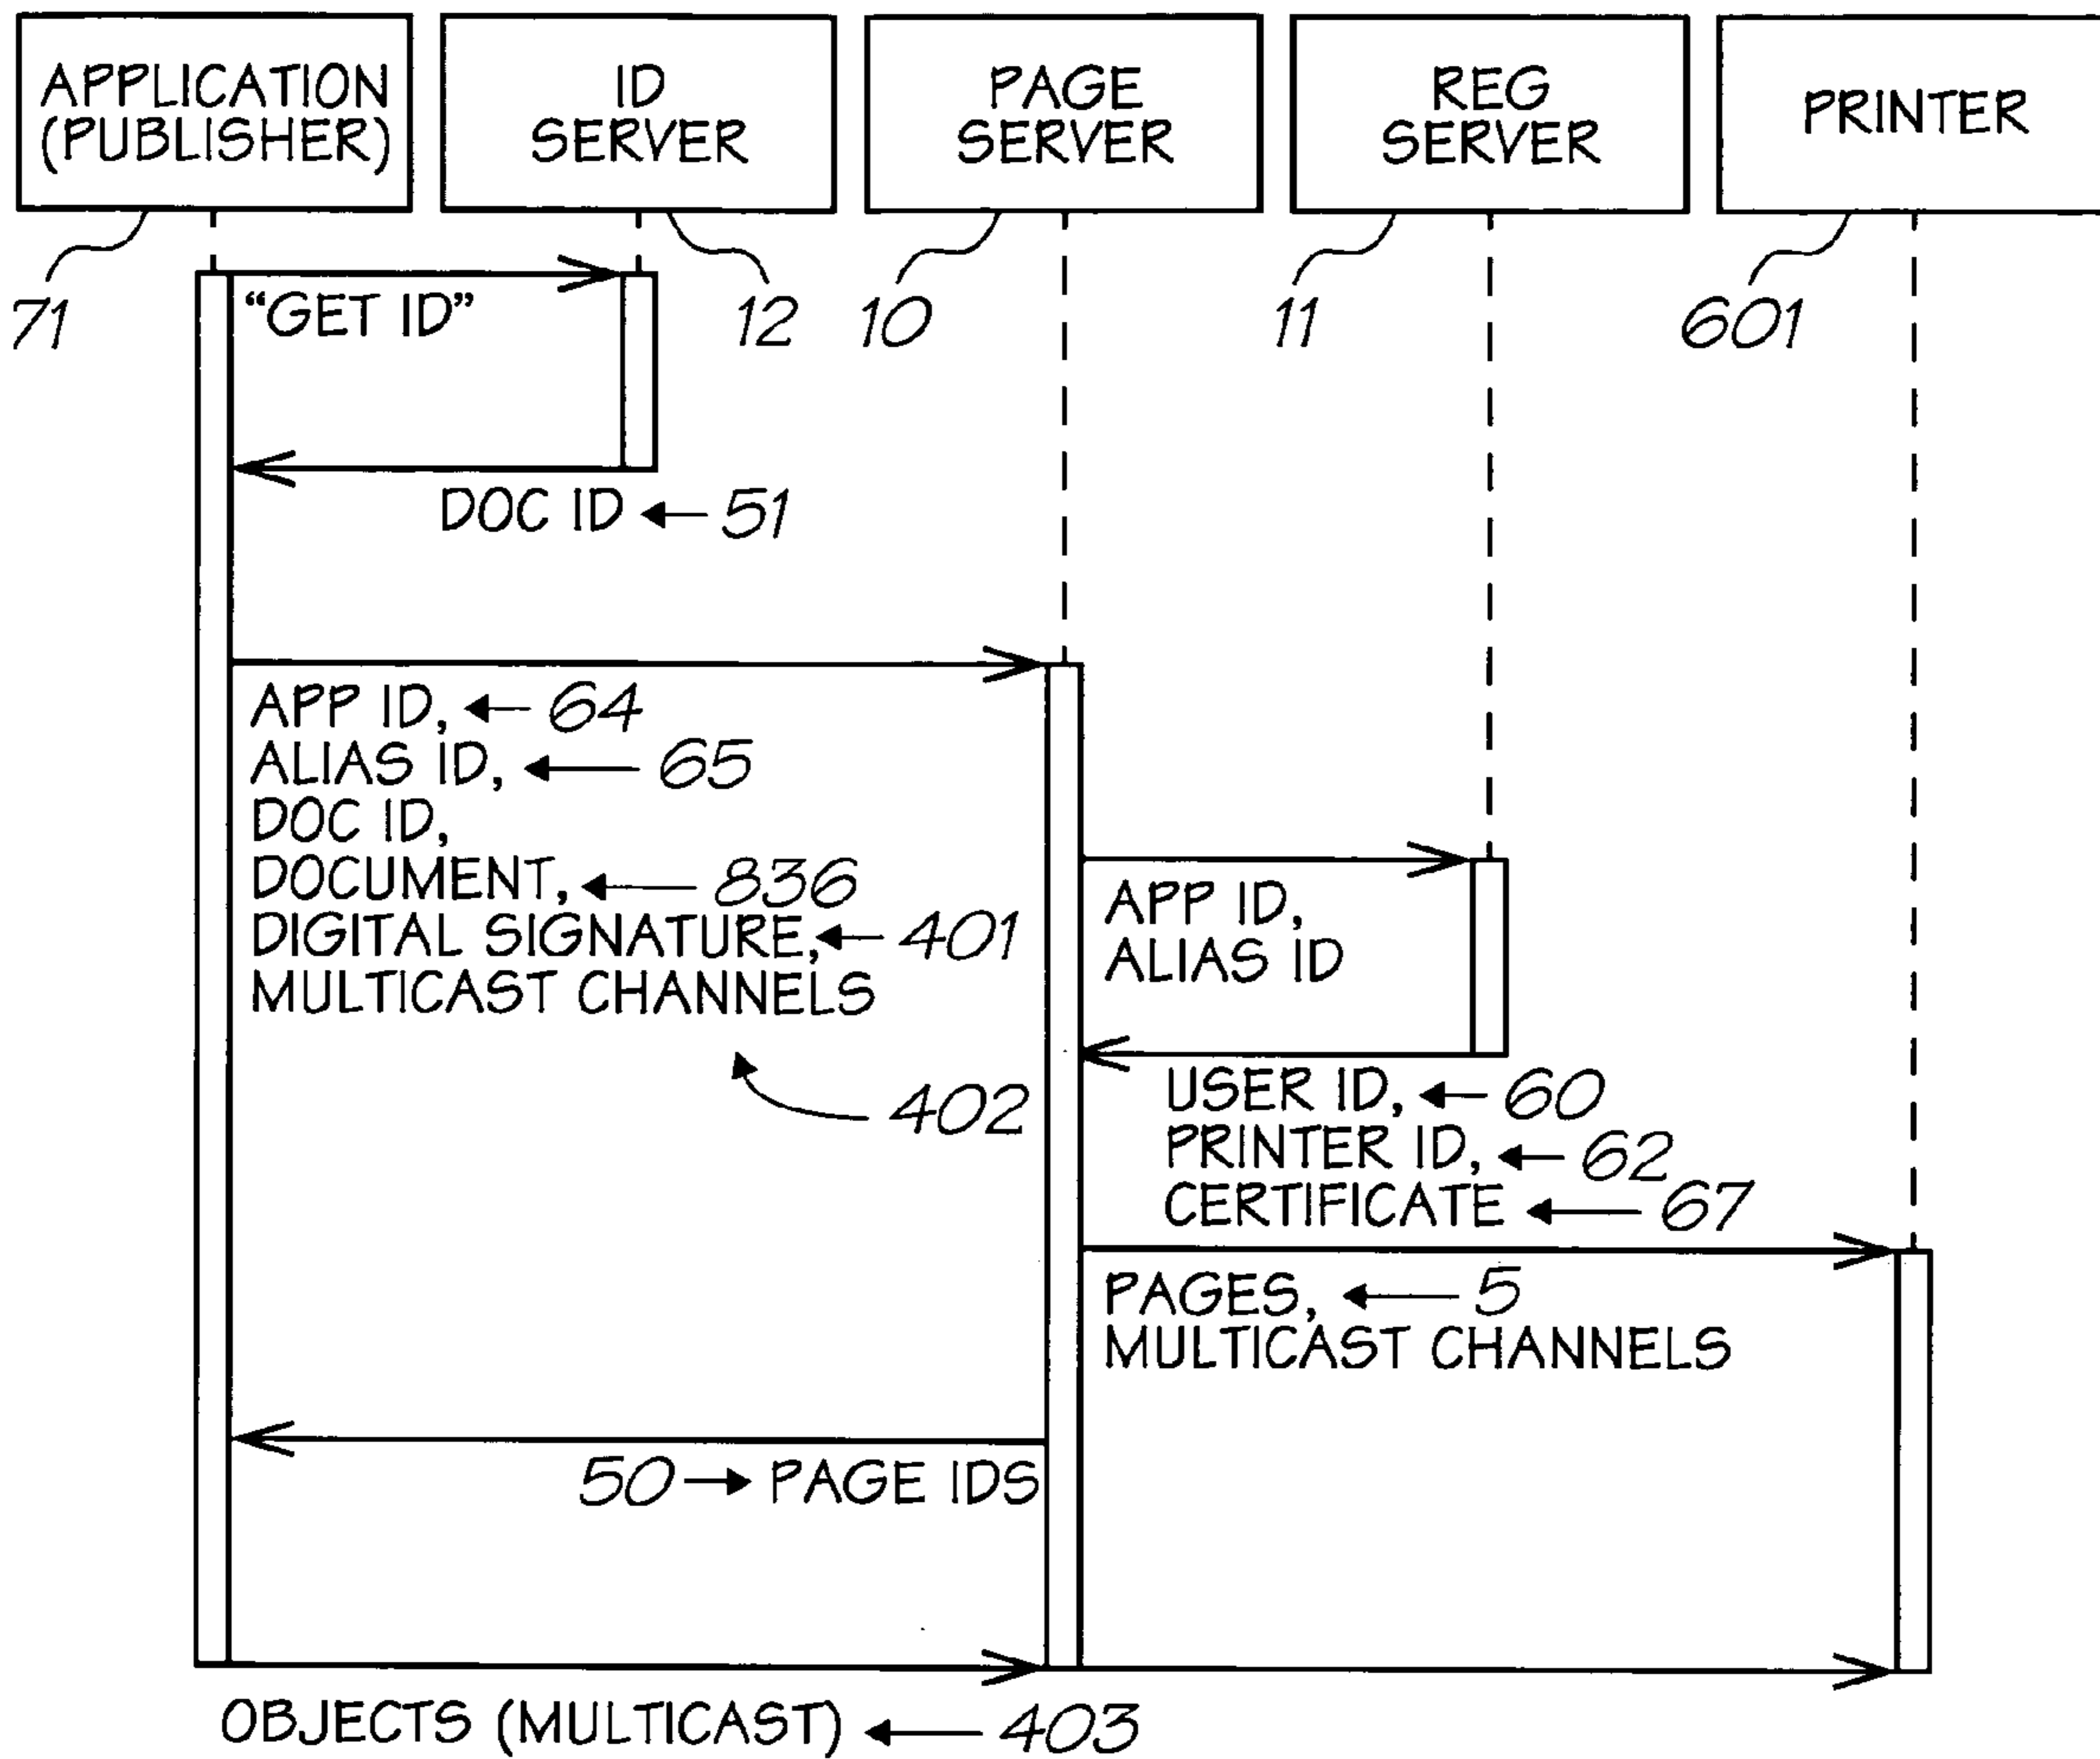 APPLICATION
(PUBLISHER)
ID
SERVER
PAGE
SERVER
REG
SERVER
PRINTER
71
12
10
11
601
“GET ID”
DOC ID 51
APP ID, 64
ALIAS ID, 65
DOC ID,
DOCUMENT, 836
DIGITAL SIGNATURE, 401
MULTICAST CHANNELS
402
APP ID,
ALIAS ID
USER ID, 60
PRINTER ID, 62
CERTIFICATE 67
PAGES, 5
MULTICAST CHANNELS
50 PAGE IDS
OBJECTS (MULTICAST) 403